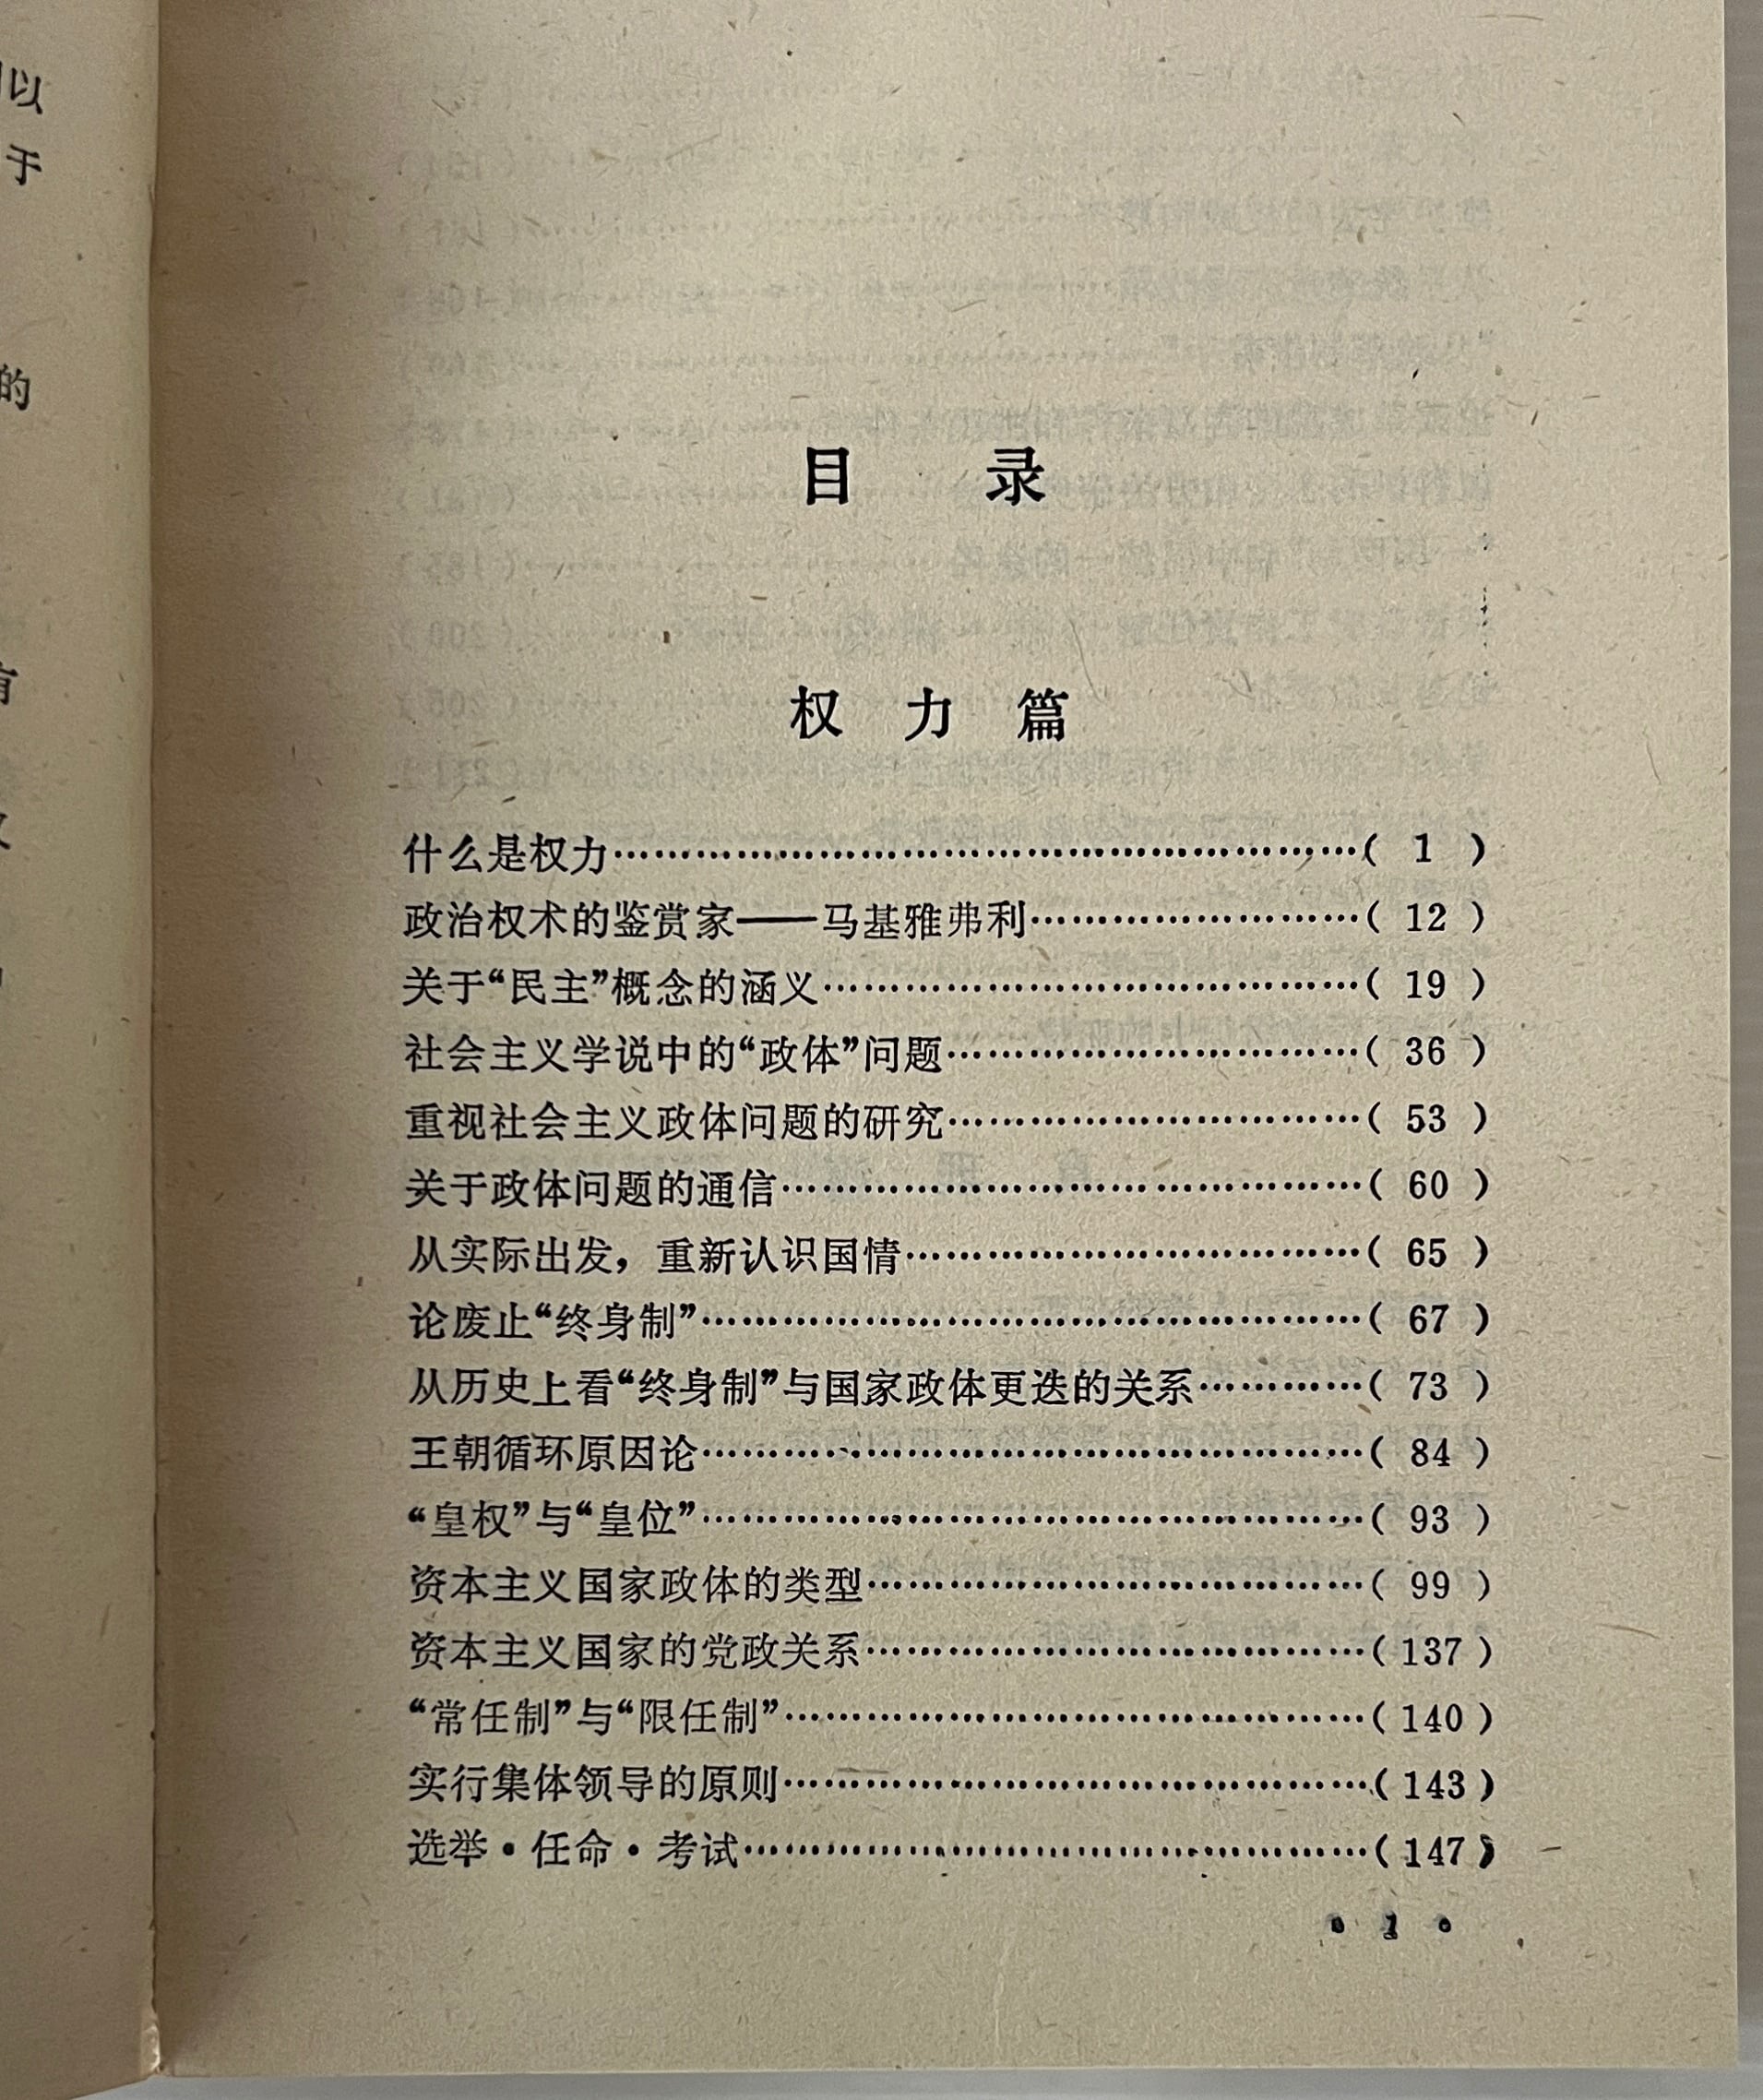 以
于
的
有
目 录
权 力 篇
什么是权力……………………………………………………( 1 )
政治权术的鉴赏家——马基雅弗利………………………( 12 )
关于“民主”概念的涵义……………………………………( 19 )
社会主义学说中的“政体”问题……………………………( 36 )
重视社会主义政体问题的研究……………………………( 53 )
关于政体问题的通信………………………………………( 60 )
从实际出发，重新认识国情………………………………( 65 )
论废止“终身制”……………………………………………( 67 )
从历史上看“终身制”与国家政体更迭的关系…………( 73 )
王朝循环原因论……………………………………………( 84 )
“皇权”与“皇位”……………………………………………( 93 )
资本主义国家政体的类型…………………………………( 99 )
资本主义国家的党政关系…………………………………( 137 )
“常任制”与“限任制”………………………………………( 140 )
实行集体领导的原则………………………………………( 143 )
选举·任命·考试……………………………………………( 147 )
• 1 •